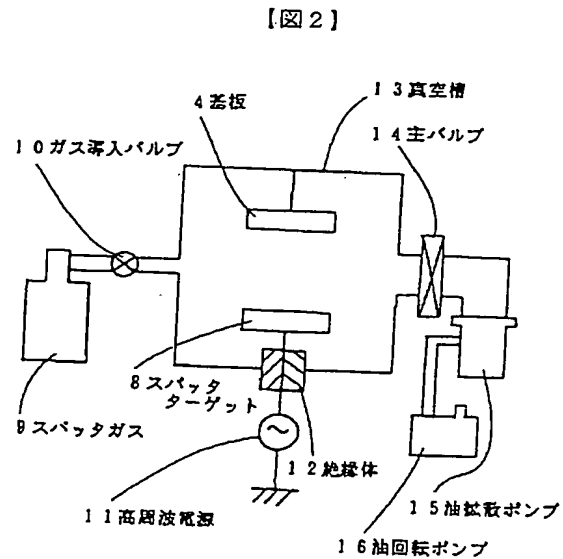 【図2】
13真空槽
4基板
14主バルブ
10ガス導入バルブ
8スパッタ
ターゲット
9スパッタガス
12絶縁体
11高周波電源
15油拡散ポンプ
16油回転ポンプ